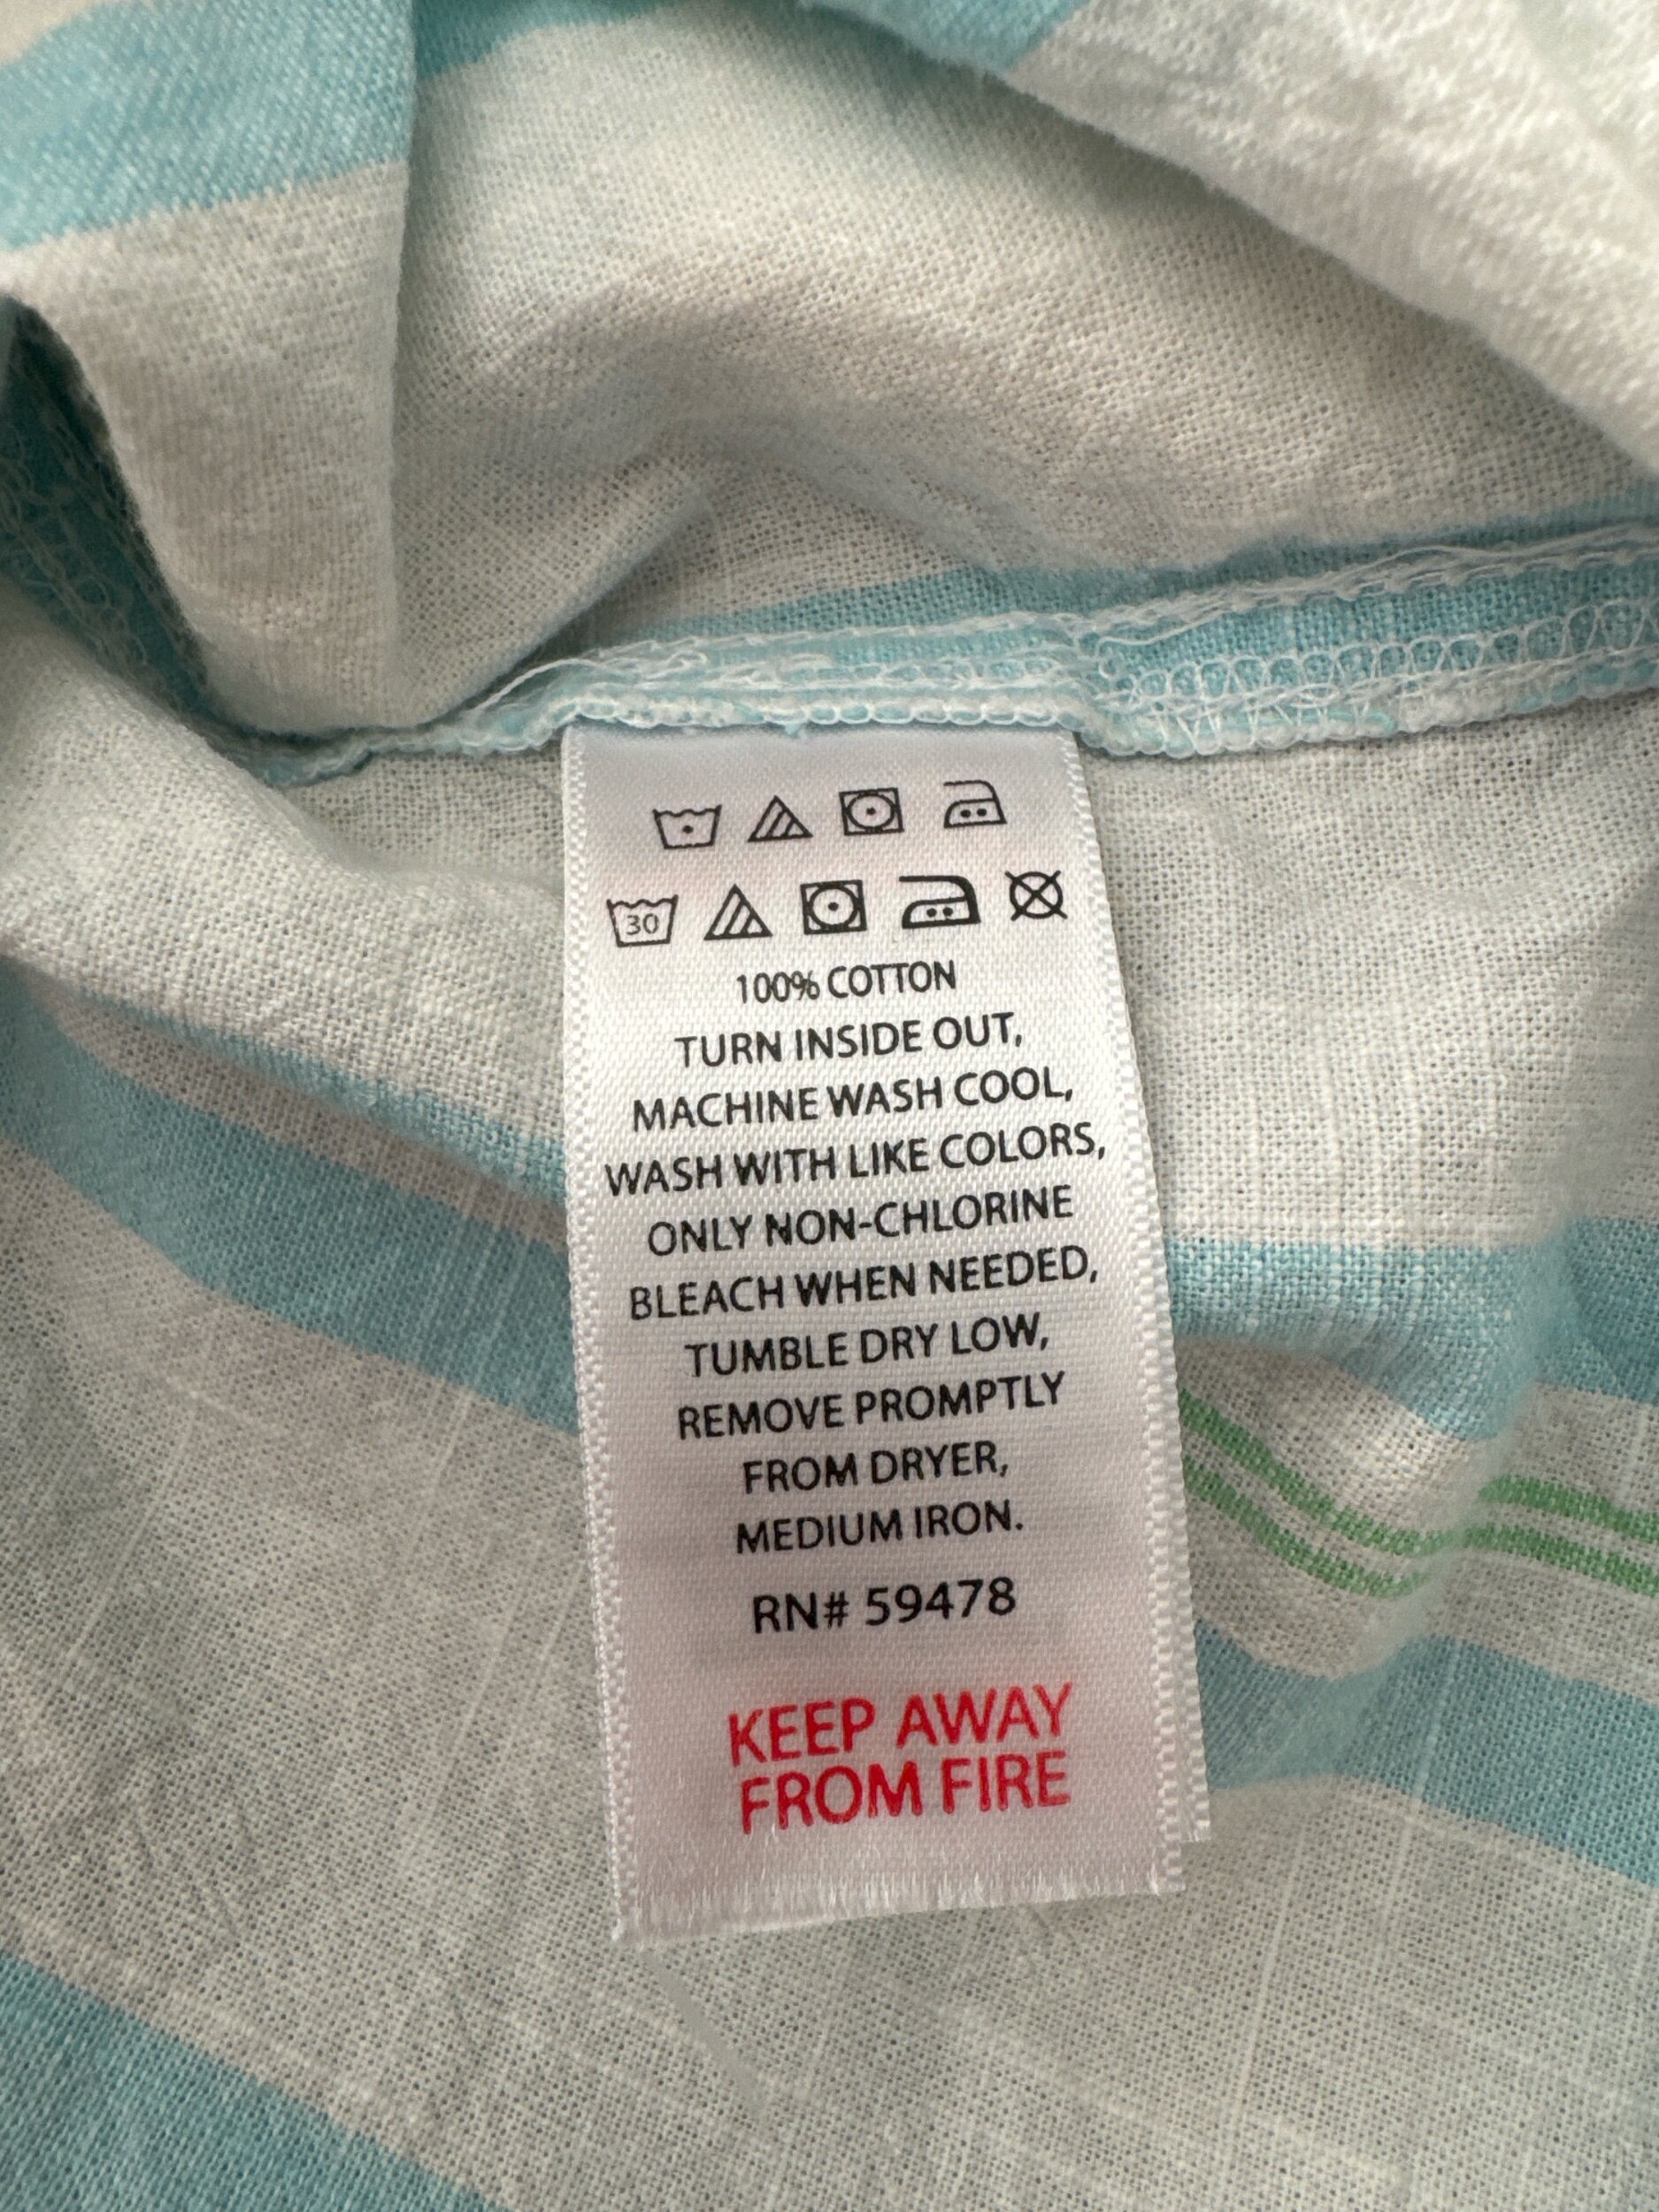 30
100% COTTON
TURN INSIDE OUT,
MACHINE WASH COOL,
WASH WITH LIKE COLORS,
ONLY NON-CHLORINE
BLEACH WHEN NEEDED,
TUMBLE DRY LOW,
REMOVE PROMPTLY
FROM DRYER,
MEDIUM IRON.
RN# 59478
KEEP AWAY
FROM FIRE